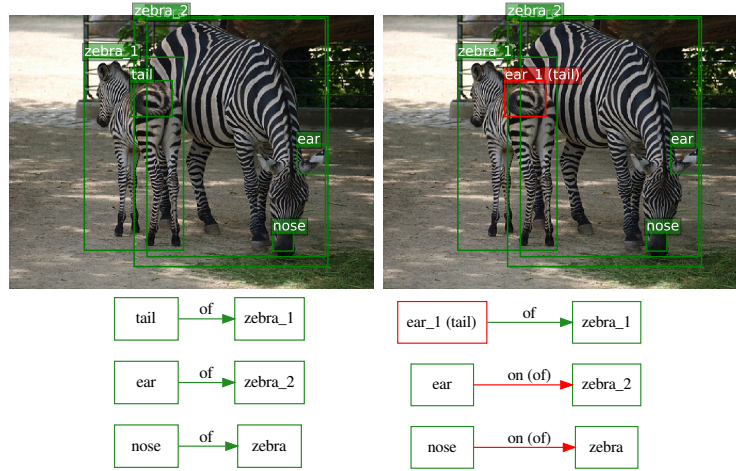 zebra_2
zebra_1
tail
ear
nose
zebra_2
zebra_1
ear_1 (tail)
ear
nose
tail of zebra_1
ear of zebra_2
nose of zebra
ear_1 (tail) of zebra_1
ear on (of) zebra_2
nose on (of) zebra